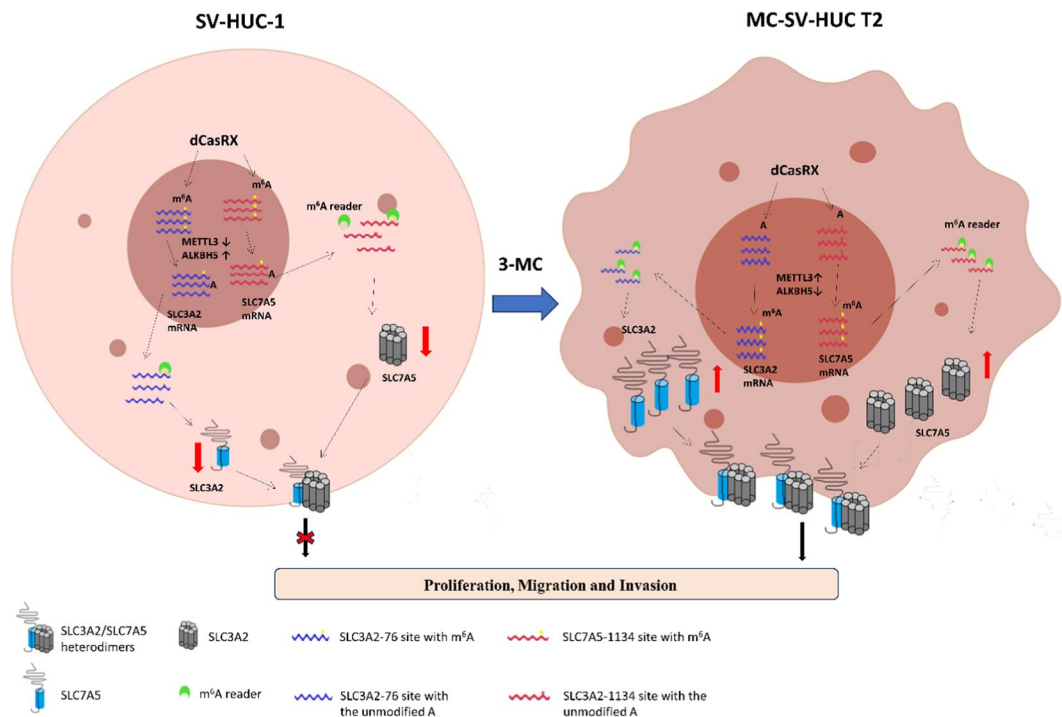 SV-HUC-1
MC-SV-HUC T2
dCasRX
m⁶A
m⁶A
METTL3 ↓
ALKBH5 ↑
A
A
SLC3A2
mRNA
SLC7A5
mRNA
m⁶A reader
SLC7A5
SLC3A2
3-MC
dCasRX
A
A
METTL3↑
ALKBH5↓
m⁶A
m⁶A
SLC3A2
mRNA
SLC7A5
mRNA
m⁶A reader
SLC3A2
SLC7A5
Proliferation, Migration and Invasion
SLC3A2/SLC7A5
heterodimers
SLC3A2
SLC3A2-76 site with m⁶A
SLC7A5-1134 site with m⁶A
SLC7A5
m⁶A reader
SLC3A2-76 site with
the unmodified A
SLC3A2-1134 site with the
unmodified A